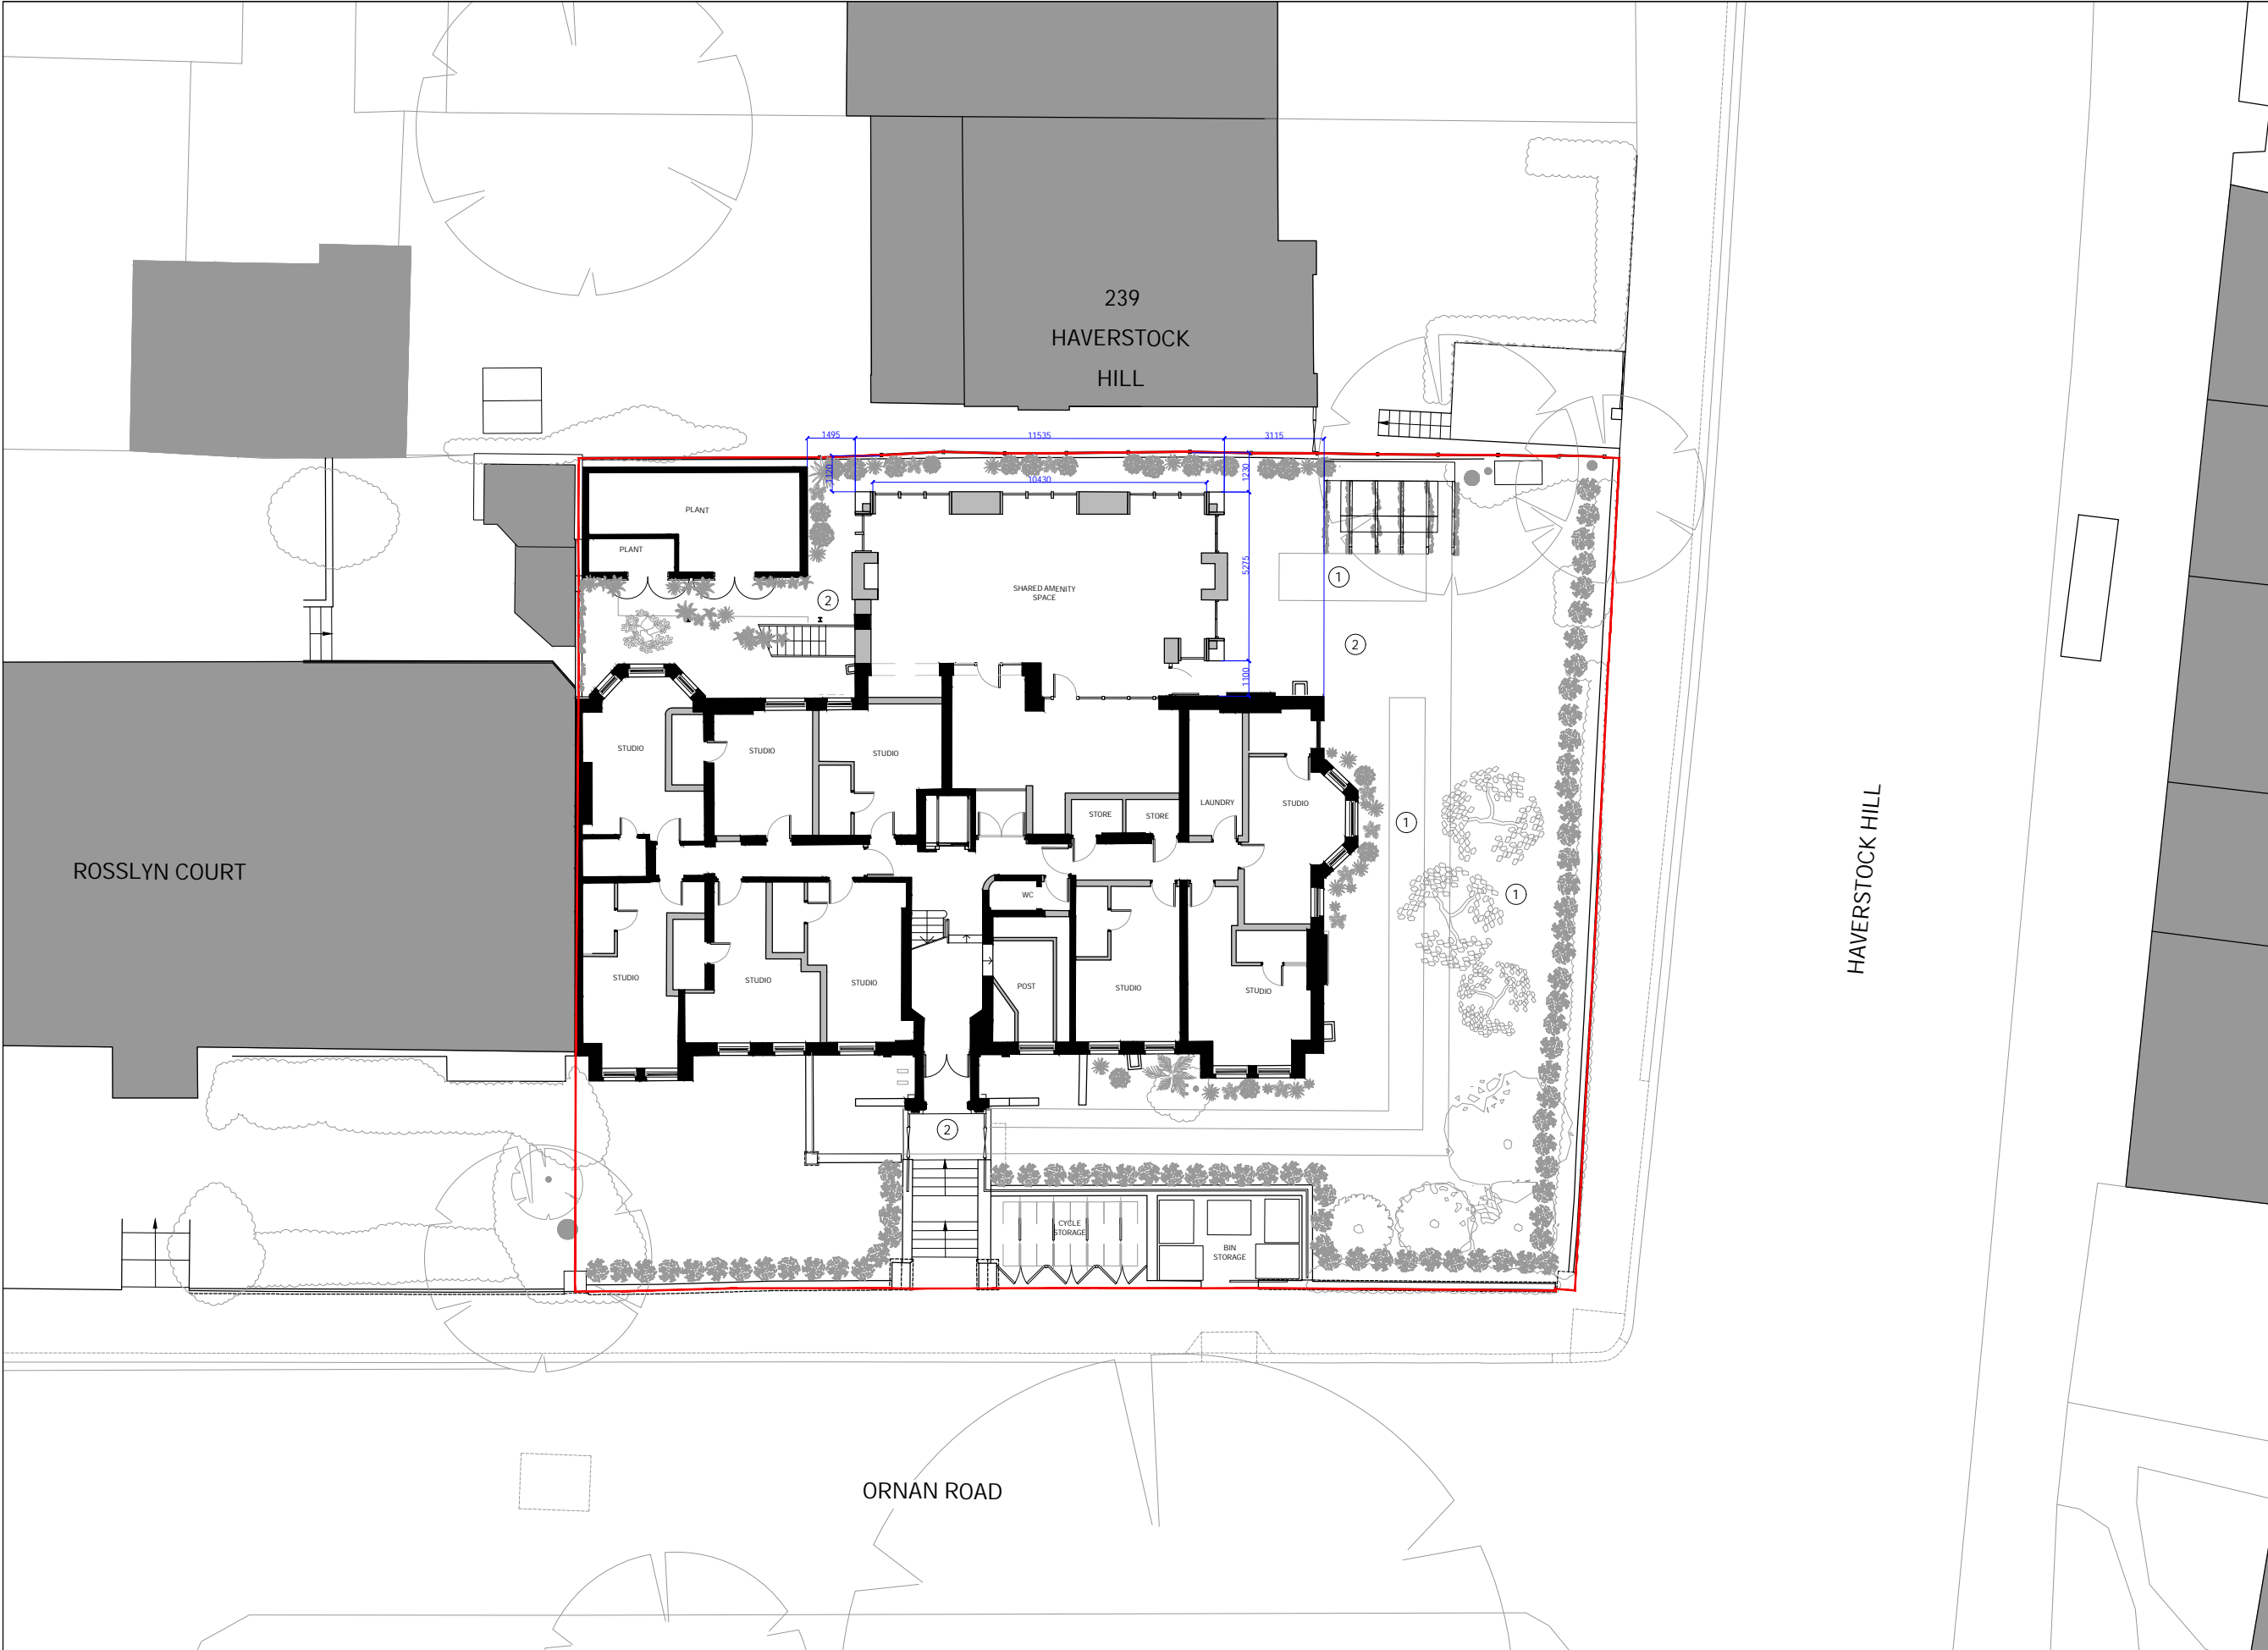 239
HAVERSTOCK
HILL
1495
11535
3115
1120
10430
1230
PLANT
PLANT
SHARED AMENITY
SPACE
5275
1
2
2
1100
STUDIO
STUDIO
STUDIO
STORE
STORE
LAUNDRY
STUDIO
1
ROSSLYN COURT
WC
1
HAVERSTOCK HILL
STUDIO
STUDIO
STUDIO
POST
STUDIO
STUDIO
2
CYCLE
STORAGE
BIN
STORAGE
ORNAN ROAD